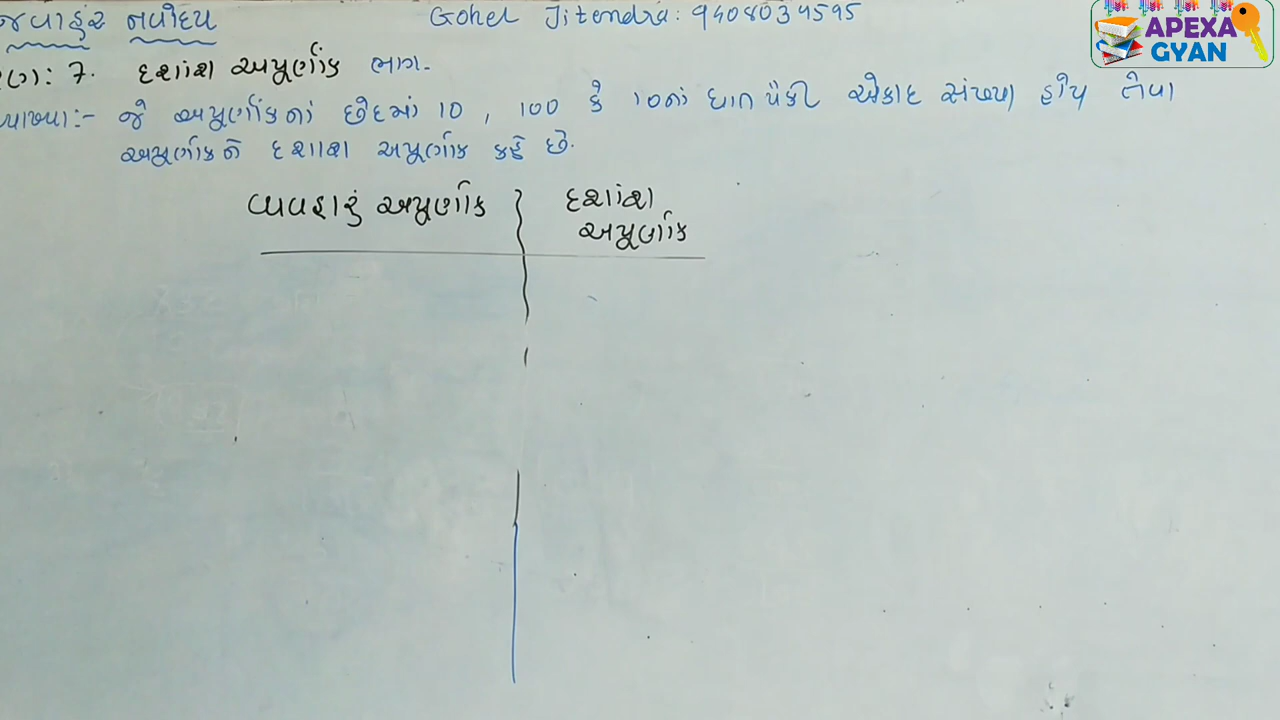 જવાહર નવોદય
Gohel Jitendra: 9408034595
APEXA
GYAN
7. દશાંશ અપૂર્ણાંક ભાગ-
જે અપૂર્ણાંકનાં છેદમાં 10, 100 કે 10નાં ઘાત પૈકી એકાદ સંખ્યા હોય તેવા
અપૂર્ણાંકને દશાંશ અપૂર્ણાંક કહે છે.
વ્યવહારુ અપૂર્ણાંક
દશાંશ
અપૂર્ણાંક